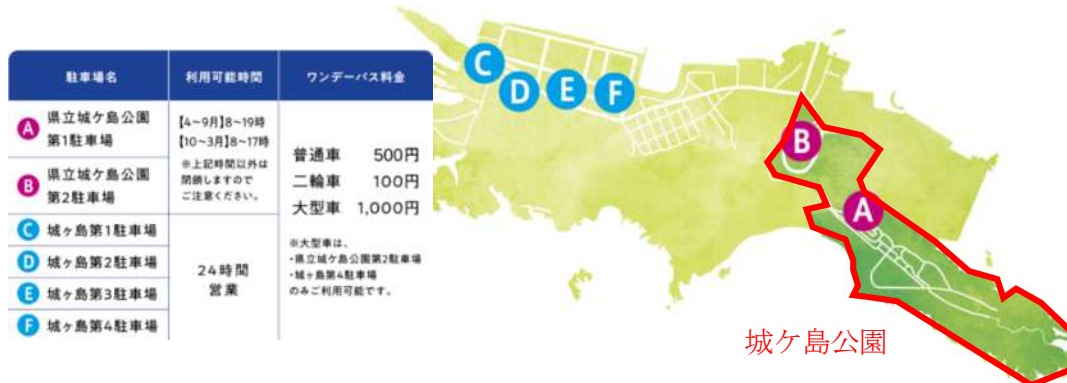 駐車場名 利用可能時間 ワンデーパス料金
A 県立城ケ島公園
第1駐車場
B 県立城ケ島公園
第2駐車場
【4~9月】8~19時
【10~3月】8~17時
※上記時間以外は
閉鎖しますので
ご注意ください。
C 城ヶ島第1駐車場
D 城ヶ島第2駐車場
E 城ヶ島第3駐車場
F 城ヶ島第4駐車場
24時間
営業
普通車 500円
二輪車 100円
大型車 1,000円
※大型車は、
・県立城ケ島公園第2駐車場
・城ヶ島第4駐車場
のみご利用可能です。
C
D
E
F
B
A
城ケ島公園